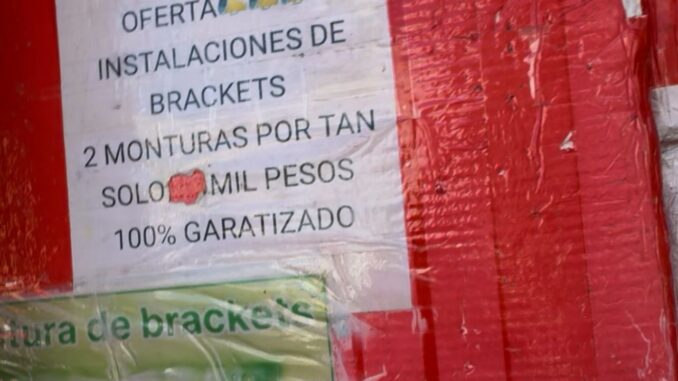 OFERTA
INSTALACIONES DE
BRACKETS
2 MONTURAS POR TAN
SOLO MIL PESOS
100% GARATIZADO
tura de brackets